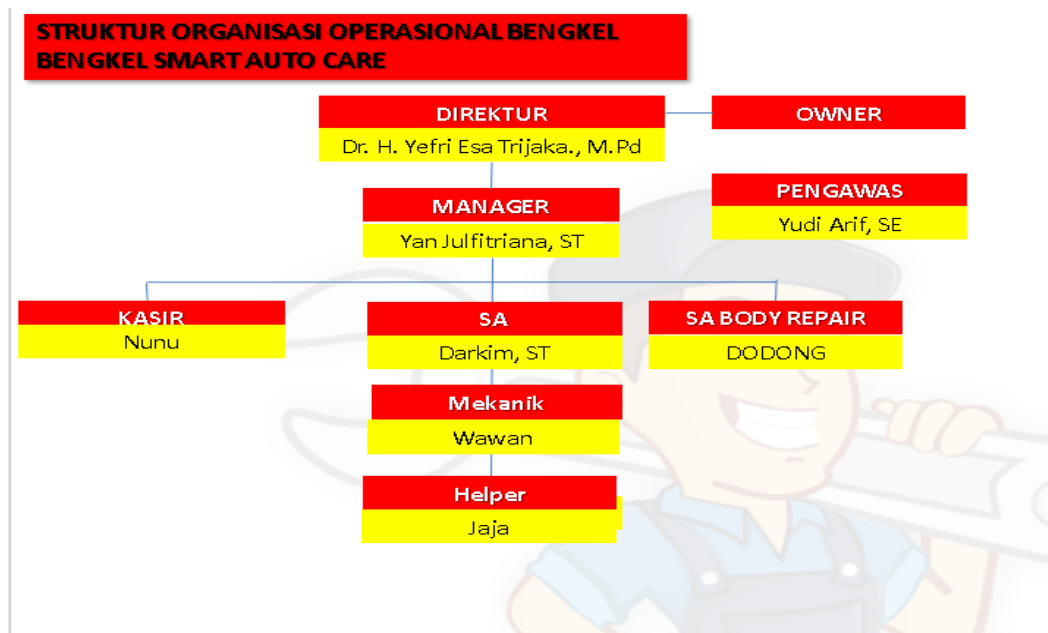 STRUKTUR ORGANISASI OPERASIONAL BENGKEL
BENGKEL SMART AUTO CARE
DIREKTUR
Dr. H. Yefri Esa Trijaka., M.Pd
OWNER
MANAGER
Yan Julfitriana, ST
PENGAWAS
Yudi Arif, SE
KASIR
Nunu
SA
Darkim, ST
SA BODY REPAIR
DODONG
Mekanik
Wawan
Helper
Jaja